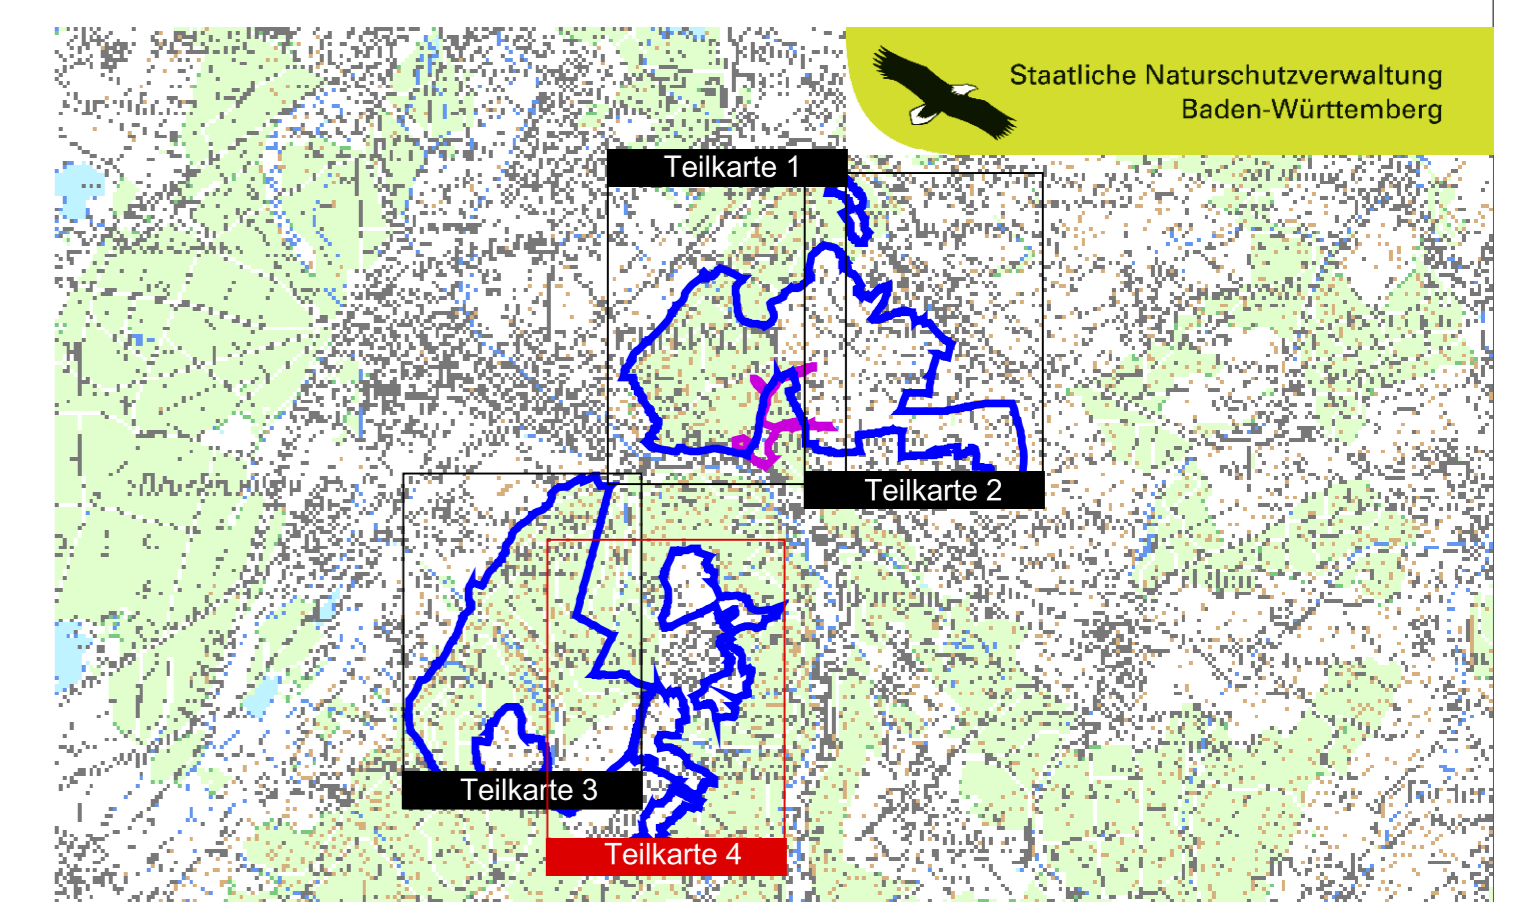 Staatliche Naturschutzverwaltung
Baden-Württemberg
Teilkarte 1
Teilkarte 2
Teilkarte 3
Teilkarte 4